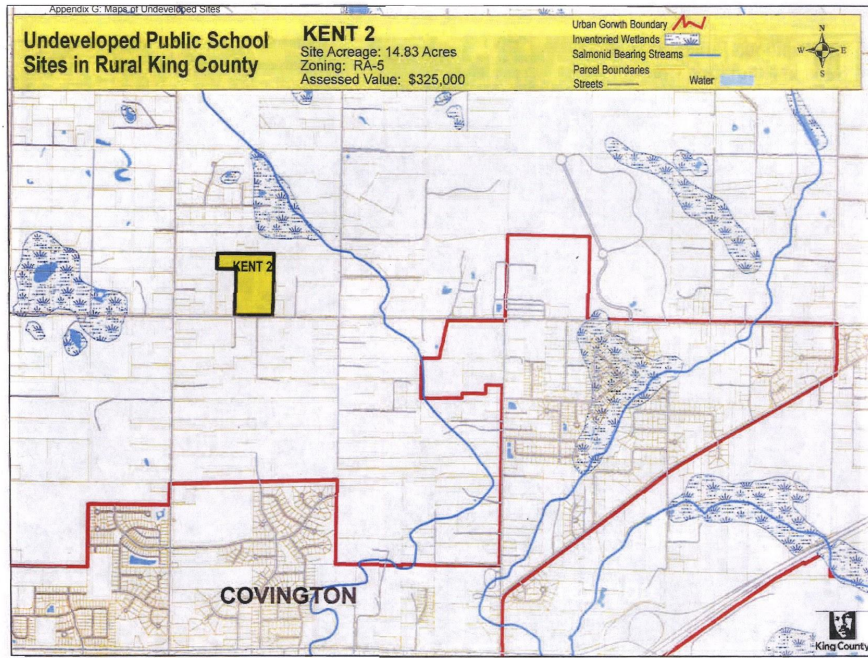 Appendix G: Maps of Undeveloped Sites
Undeveloped Public School
Sites in Rural King County
KENT 2
Site Acreage: 14.83 Acres
Zoning: RA-5
Assessed Value: $325,000
Urban Gorwth Boundary
Inventoried Wetlands
Salmonid Bearing Streams
Parcel Boundaries
Streets
Water
N
W
E
S
KENT 2
COVINGTON
King County